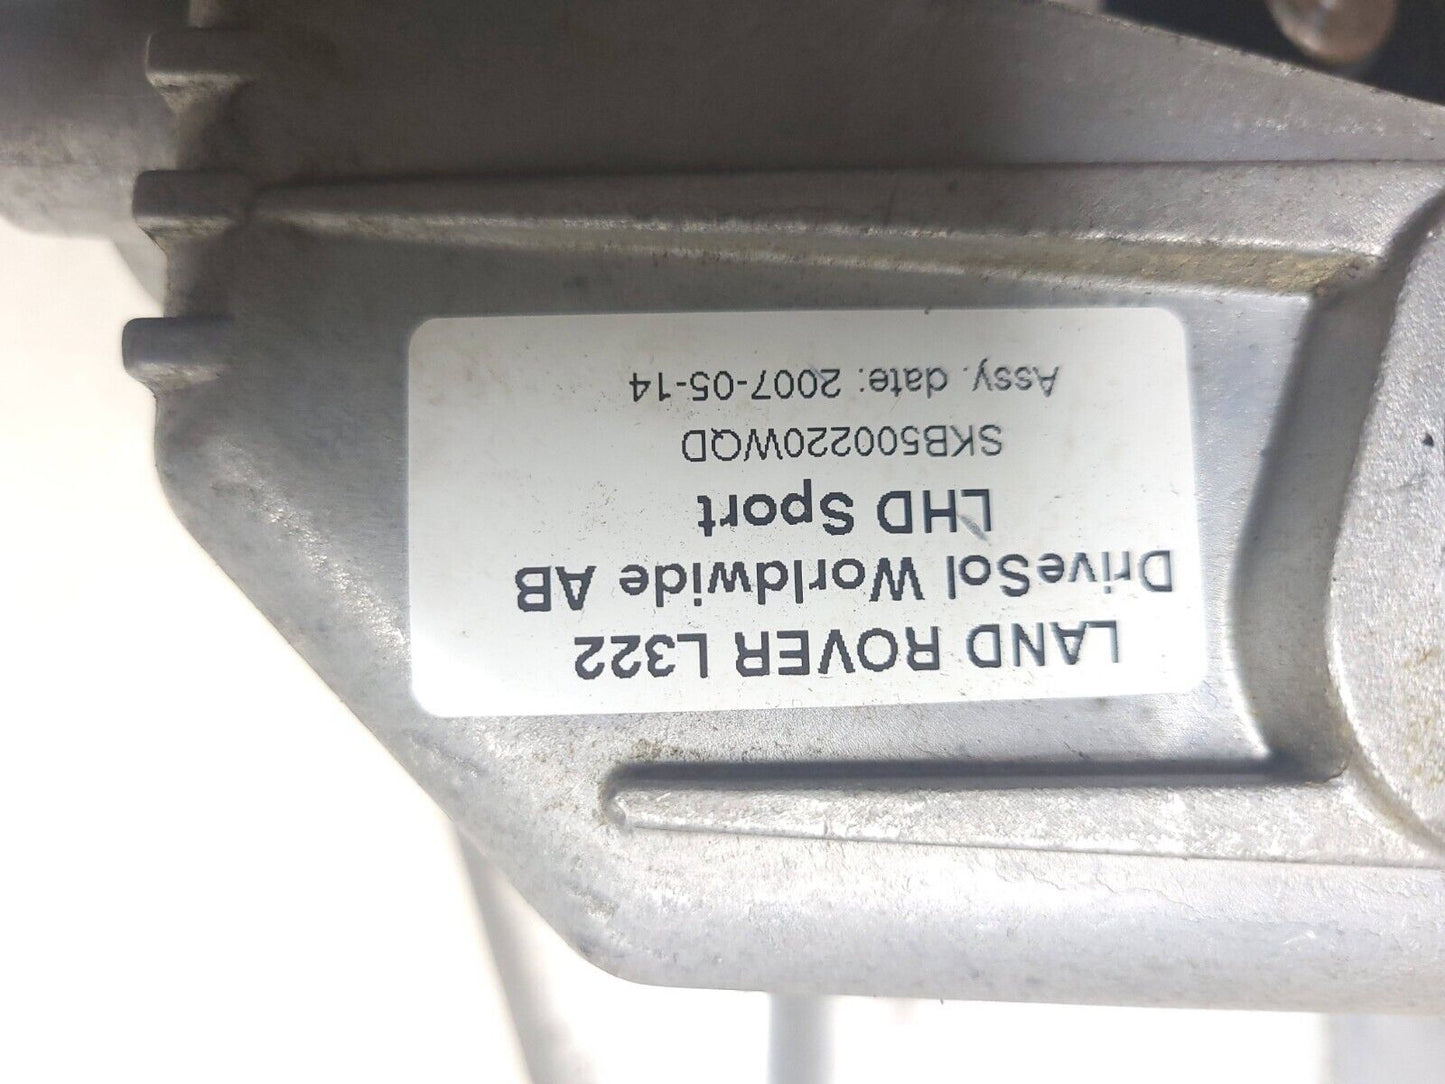 LAND ROVER L322
DriveSol Worldwide AB
LHD Sport
SKB500220WQD
Assy. date: 2007-05-14